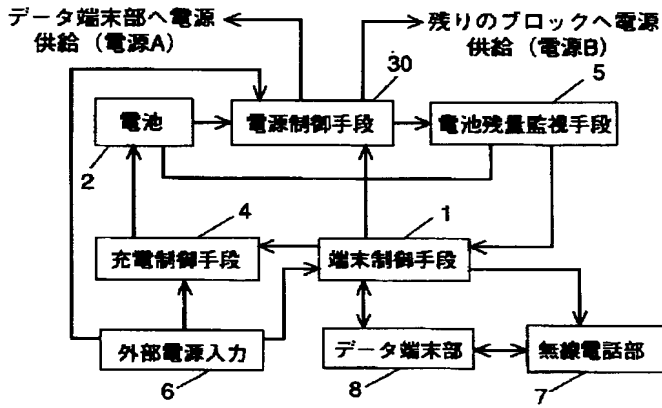 データ端末部へ電源
供給（電源A）
残りのブロックへ電源
供給（電源B）
30
5
電池
電源制御手段
電池残量監視手段
2
4
1
充電制御手段
端末制御手段
外部電源入力
データ端末部
無線電話部
6
8
7